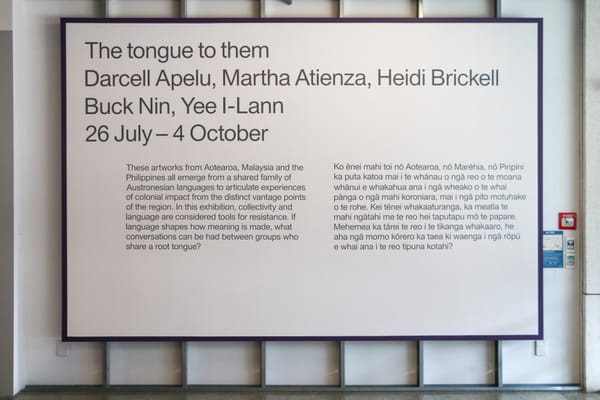 The tongue to them
Darcell Apelu, Martha Atienza, Heidi Brickell
Buck Nin, Yee I-Lann
26 July – 4 October
These artworks from Aotearoa, Malaysia and the
Philippines all emerge from a shared family of
Austronesian languages to articulate experiences
of colonial impact from the distinct vantage points
of the region. In this exhibition, collectivity and
language are considered tools for resistance. If
language shapes how meaning is made, what
conversations can be had between groups who
share a root tongue?
Ko ēnei mahi toi nō Aotearoa, nō Marēhia, nō Piripīni
ka puta katoa mai i te whānau o ngā reo o te moana
whānui e whakahua ana i ngā wheako o te whai
pānga o ngā mahi koroniara, mai i ngā pito motuhake
o te rohe. Kei tēnei whakaaturanga, ka meatia te
mahi ngātahi me te reo hei taputapu mō te papare.
Mehemea ka tārei te reo i te tikanga whakaaro, he
aha ngā momo kōrero ka taea ki waenga i ngā rōpū
e whai ana i te reo tipuna kotahi?